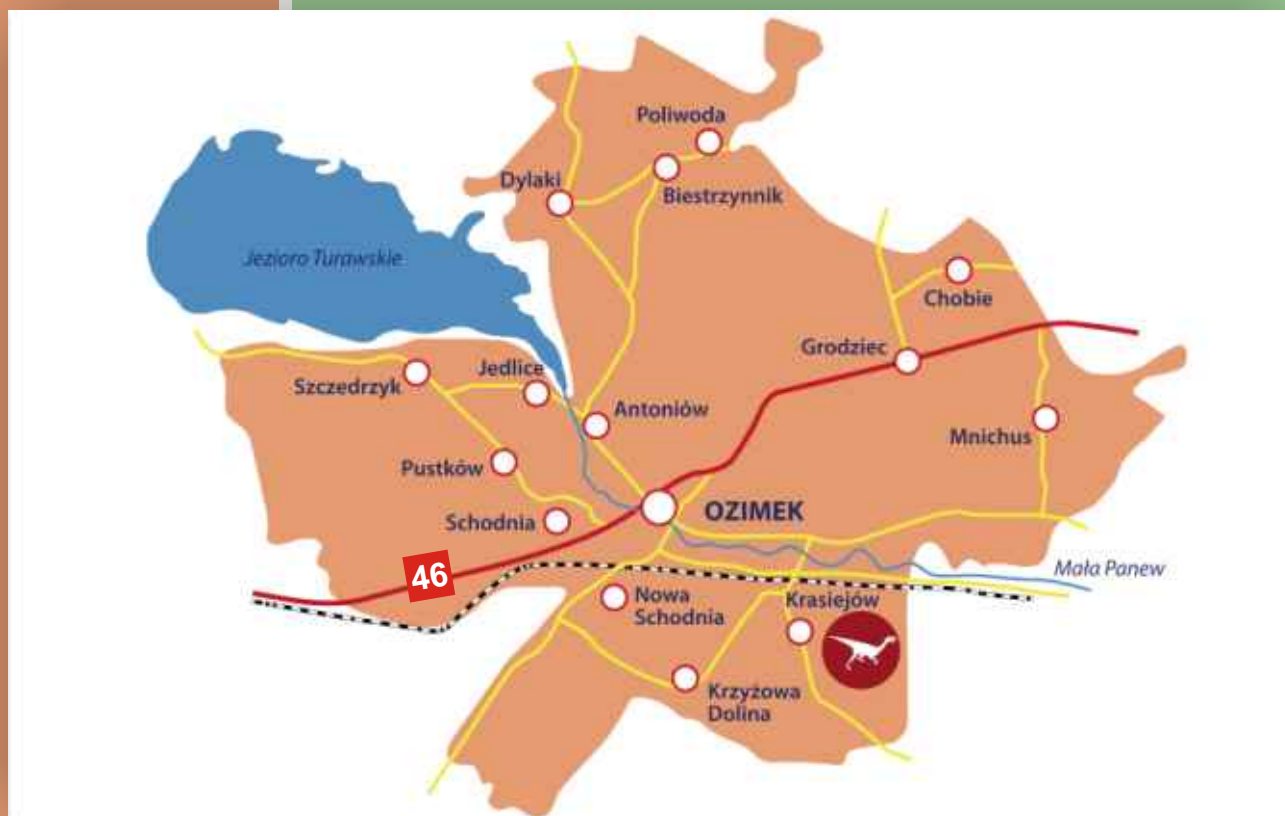 Poliwoda
Dylaki
Biestrzynnik
Jezioro Turawskie
Chobie
Grodziec
Jedlice
Szczedrzyk
Antoniów
Mnichus
Pustków
OZIMEK
Schodnia
46
Mała Panew
Nowa
Schodnia
Krasiejów
Krzyżowa
Dolina